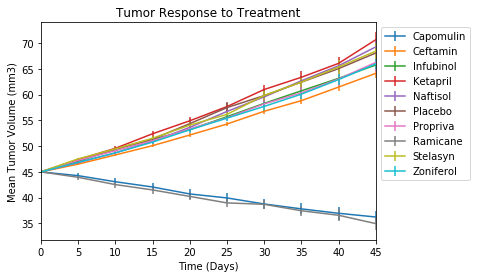 Tumor Response to Treatment
Mean Tumor Volume (mm3)
70
65
60
55
50
45
40
35
0 5 10 15 20 25 30 35 40 45
Time (Days)
Capomulin
Ceftamin
Infubinol
Ketapril
Naftisol
Placebo
Propriva
Ramicane
Stelasyn
Zoniferol